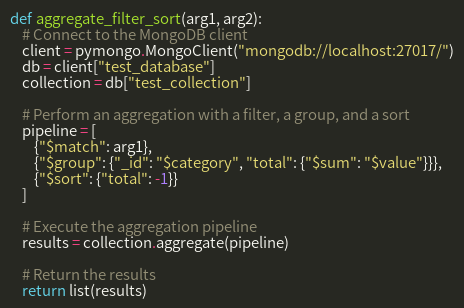 def aggregate_filter_sort(arg1, arg2):
    # Connect to the MongoDB client
    client = pymongo.MongoClient("mongodb://localhost:27017/")
    db = client["test_database"]
    collection = db["test_collection"]

    # Perform an aggregation with a filter, a group, and a sort
    pipeline = [
        {"$match": arg1},
        {"$group": {"_id": "$category", "total": {"$sum": "$value"}}},
        {"$sort": {"total": -1}}
    ]

    # Execute the aggregation pipeline
    results = collection.aggregate(pipeline)

    # Return the results
    return list(results)